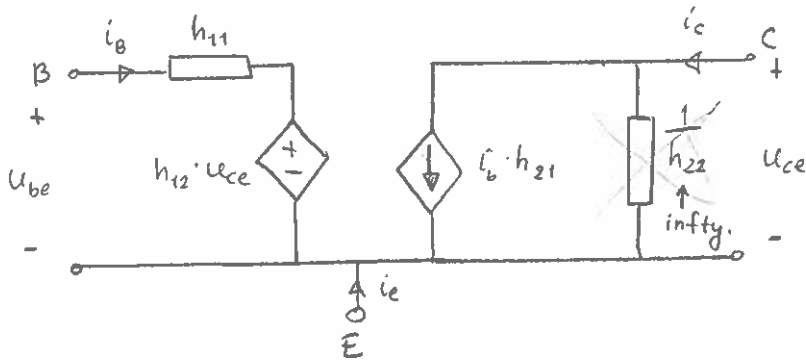 i_B
h_11
i_c
B
C
+
+
u_be
h_12 · u_ce
+
-
i_b · h_21
1/h_22
infty.
u_ce
-
-
i_e
E